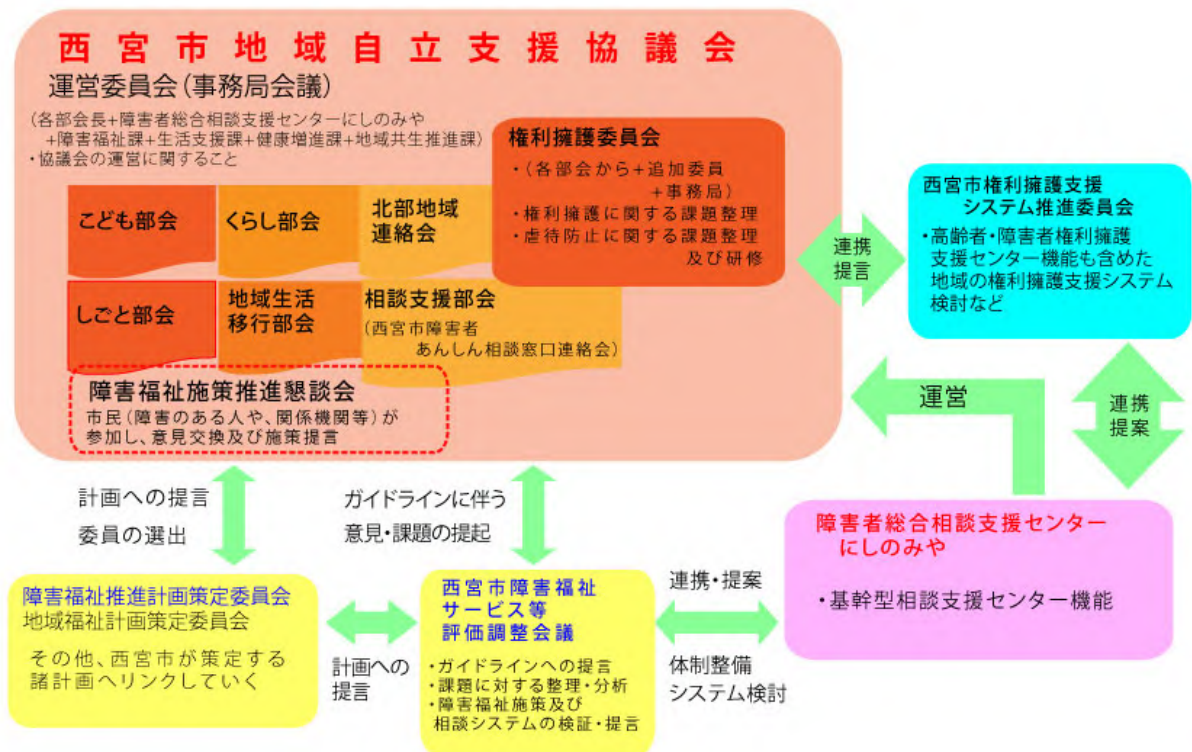 西宮市地域自立支援協議会
運営委員会(事務局会議)
(各部会長+障害者総合相談支援センターにしのみや
+障害福祉課+生活支援課+健康増進課+地域共生推進課)
・協議会の運営に関すること
権利擁護委員会
・(各部会から+追加委員
+事務局)
・権利擁護に関する課題整理
・虐待防止に関する課題整理
及び研修
こども部会
くらし部会
北部地域
連絡会
しごと部会
地域生活
移行部会
相談支援部会
(西宮市障害者
あんしん相談窓口連絡会)
障害福祉施策推進懇談会
市民(障害のある人や、関係機関等)が
参加し、意見交換及び施策提言
連携
提言
西宮市権利擁護支援
システム推進委員会
・高齢者・障害者権利擁護
支援センター機能も含めた
地域の権利擁護支援システム
検討など
運営
連携
提案
計画への提言
委員の選出
ガイドラインに伴う
意見・課題の提起
障害者総合相談支援センター
にしのみや
・基幹型相談支援センター機能
障害福祉推進計画策定委員会
地域福祉計画策定委員会
その他、西宮市が策定する
諸計画へリンクしていく
計画への
提言
西宮市障害福祉
サービス等
評価調整会議
・ガイドラインへの提言
・課題に対する整理・分析
・障害福祉施策及び
相談システムの検証・提言
連携・提案
体制整備
システム検討